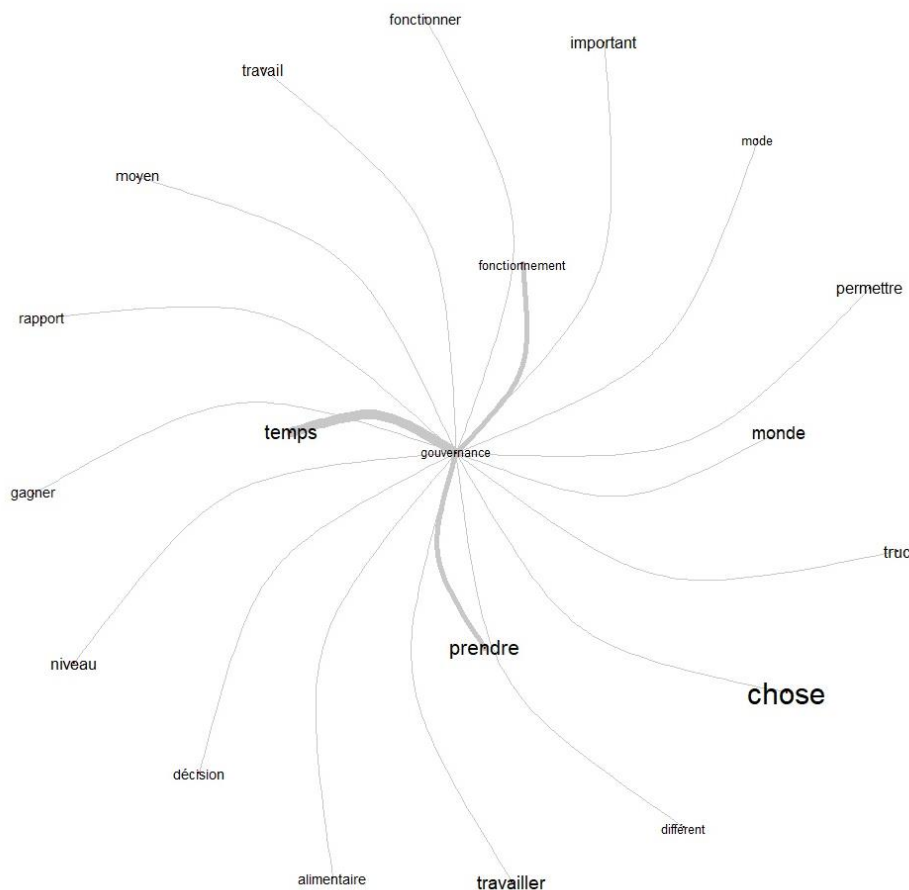 fonctionner
important
travail
mode
moyen
fonctionnement
permettre
rapport
temps
monde
gouvernance
gagner
truc
prendre
niveau
chose
décision
différent
alimentaire
travailler